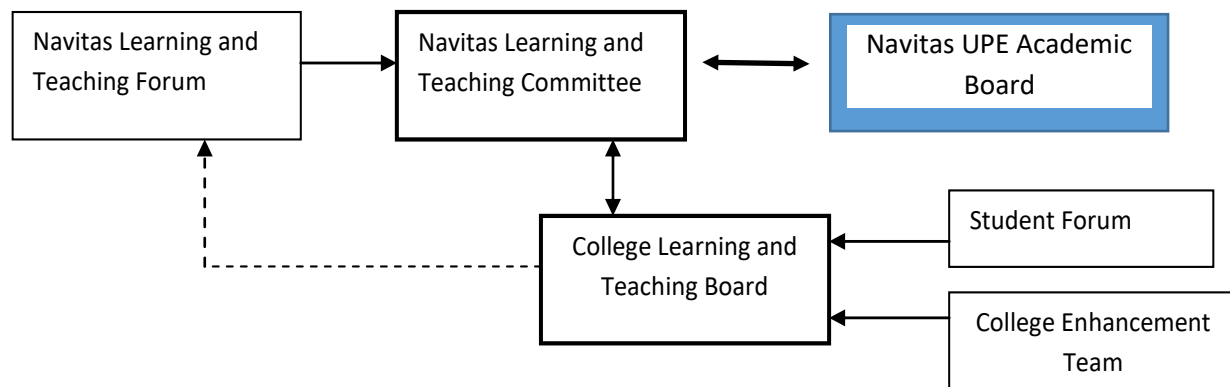 Navitas Learning and
Teaching Forum
Navitas Learning and
Teaching Committee
Navitas UPE Academic
Board
Student Forum
College Learning and
Teaching Board
College Enhancement
Team